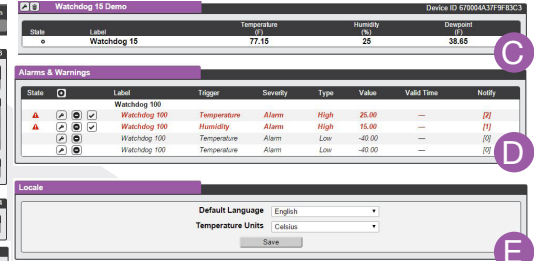 Watchdog 15 Demo Device ID 670004A37F9F83C3
State Label Temperature (F) Humidity (%) Dewpoint (F)
Watchdog 15 77.15 25 38.65
C
Alarms & Warnings
State Label Trigger Severity Type Value Valid Time Notify
Watchdog 100
Watchdog 100 Temperature Alarm High 25.00 — [2]
Watchdog 100 Humidity Alarm High 15.00 — [1]
Watchdog 100 Temperature Alarm Low -40.00 — [0]
Watchdog 100 Temperature Alarm Low -40.00 — [0]
D
Locale
Default Language English
Temperature Units Celsius
Save
E